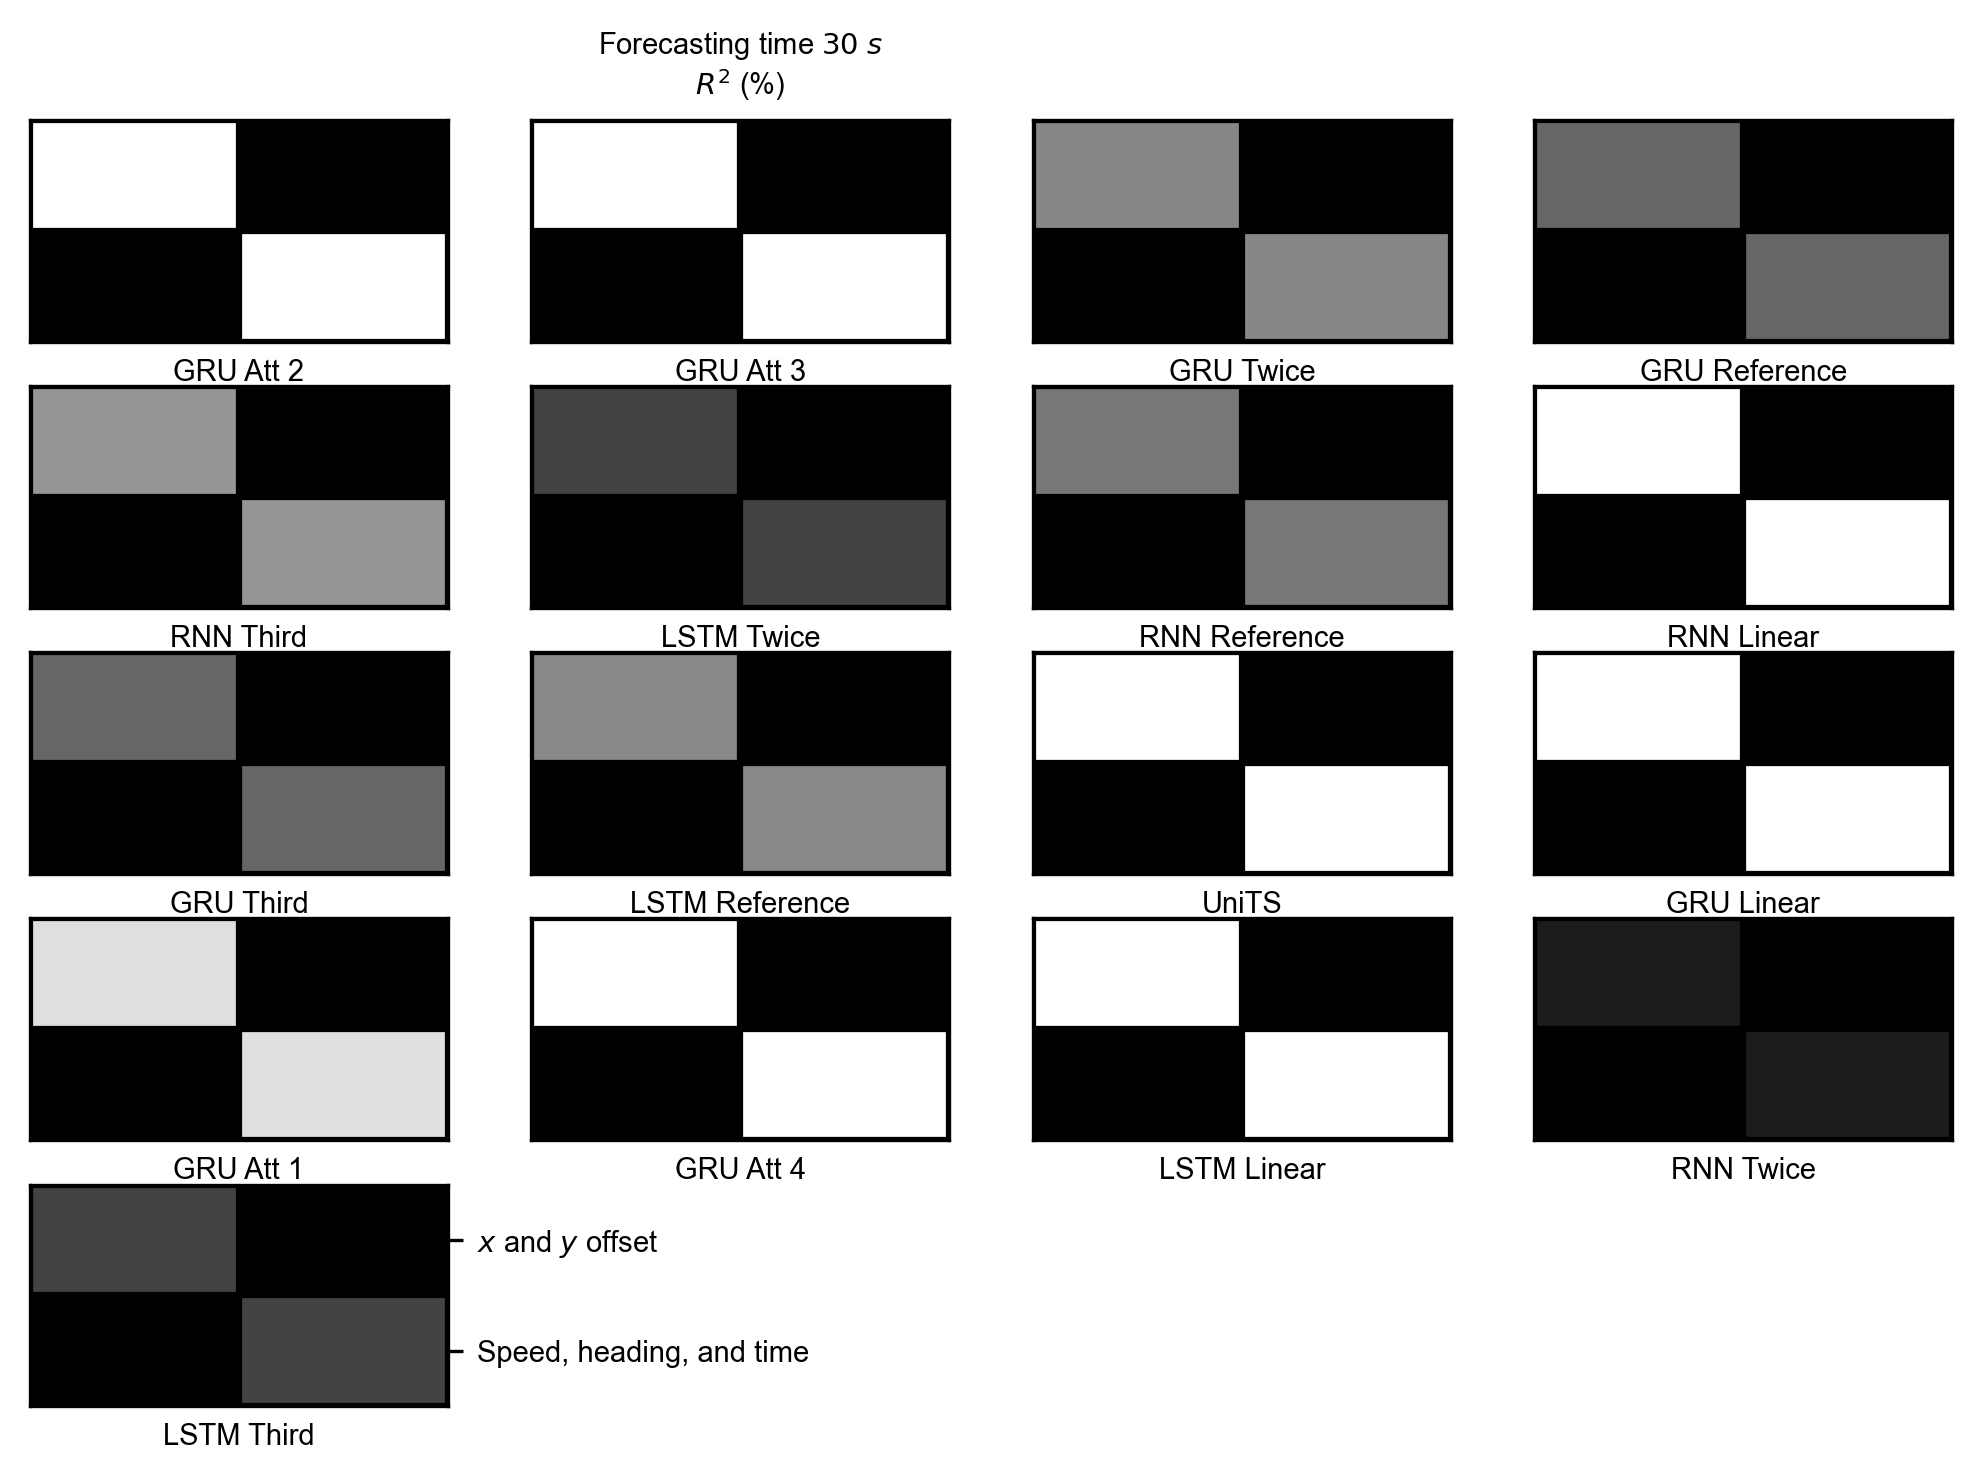 Forecasting time 30 s
R² (%)
GRU Att 2
GRU Att 3
GRU Twice
GRU Reference
RNN Third
LSTM Twice
RNN Reference
RNN Linear
GRU Third
LSTM Reference
UniTS
GRU Linear
GRU Att 1
GRU Att 4
LSTM Linear
RNN Twice
x and y offset
Speed, heading, and time
LSTM Third